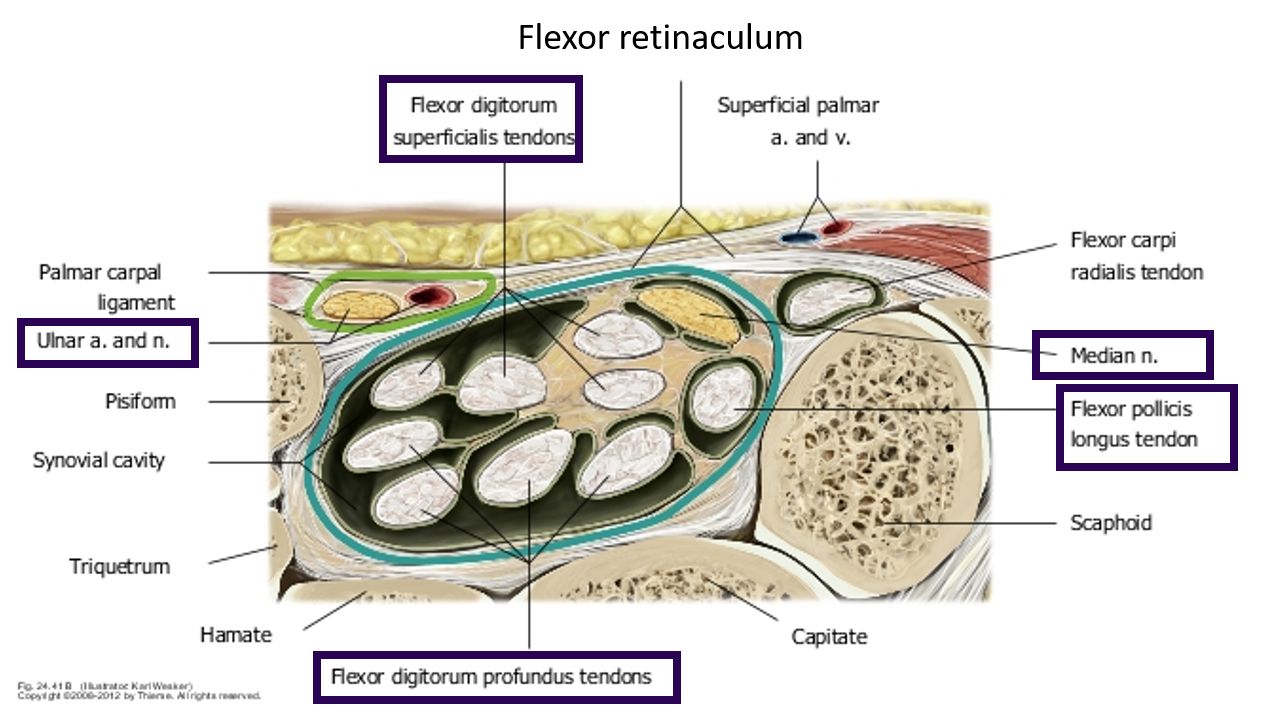 Flexor retinaculum
Flexor digitorum
superficialis tendons
Superficial palmar
a. and v.
Palmar carpal
ligament
Flexor carpi
radialis tendon
Ulnar a. and n.
Median n.
Pisiform
Flexor pollicis
longus tendon
Synovial cavity
Scaphoid
Triquetrum
Hamate
Capitate
Flexor digitorum profundus tendons
Fig. 24.41 B (Illustrator: Karl Wesker)
Copyright ©2008-2012 by Thieme. All rights reserved.